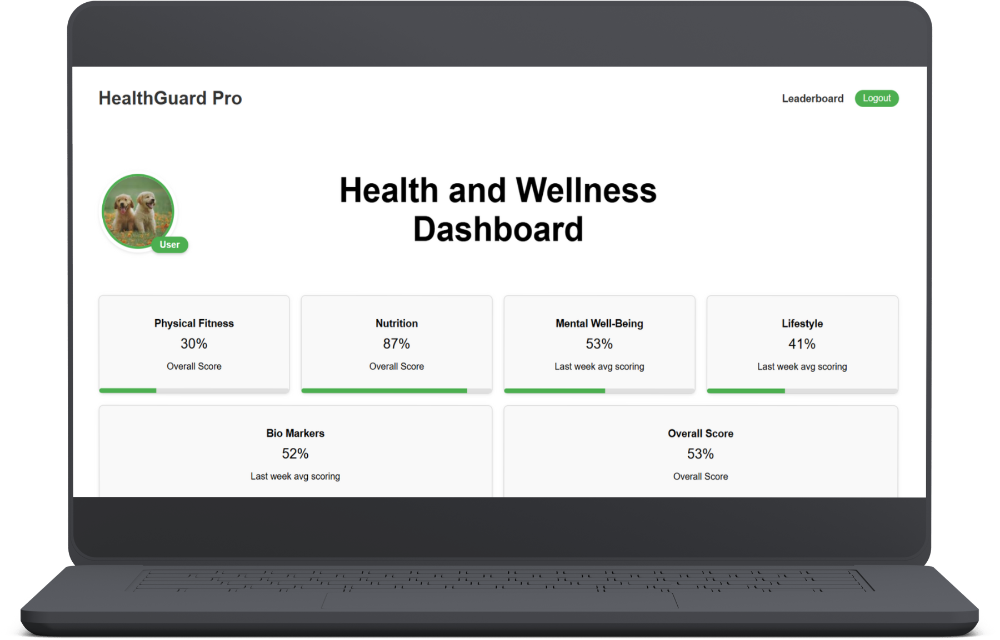 HealthGuard Pro
Leaderboard
Logout
Health and Wellness
Dashboard
User
Physical Fitness
30%
Overall Score
Nutrition
87%
Overall Score
Mental Well-Being
53%
Last week avg scoring
Lifestyle
41%
Last week avg scoring
Bio Markers
52%
Last week avg scoring
Overall Score
53%
Overall Score